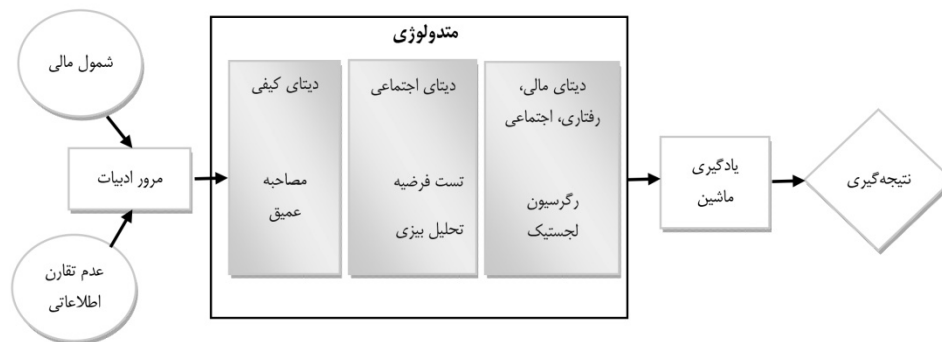 شمول مالی
عدم تقارن
اطلاعاتی
مرور ادبیات
متدولوژی
دیتای کیفی
مصاحبه
عمیق
دیتای اجتماعی
تست فرضیه
تحلیل بیزی
دیتای مالی،
رفتاری، اجتماعی
رگرسیون
لجستیک
یادگیری
ماشین
نتیجه‌گیری